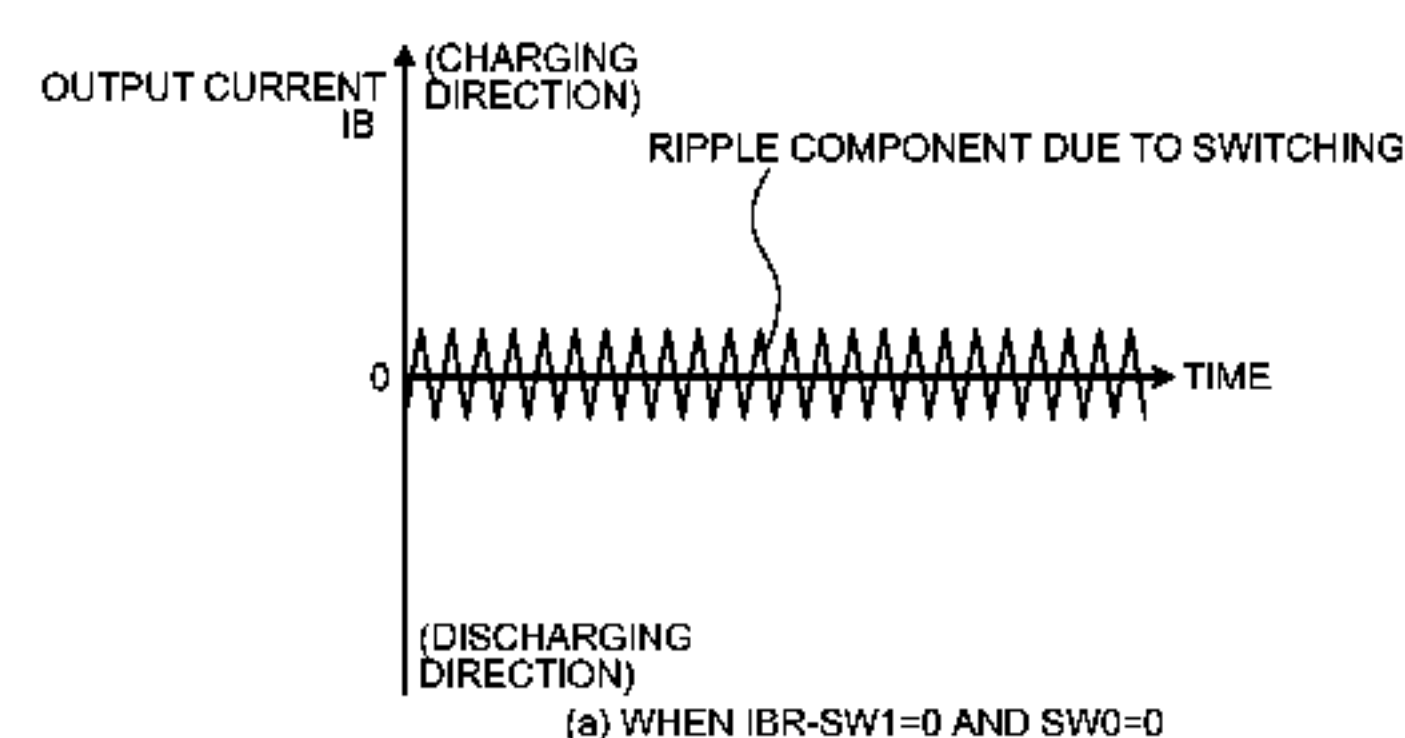 OUTPUT CURRENT
IB
(CHARGING
DIRECTION)
RIPPLE COMPONENT DUE TO SWITCHING
0
TIME
(DISCHARGING
DIRECTION)
(a) WHEN IBR-SW1=0 AND SW0=0